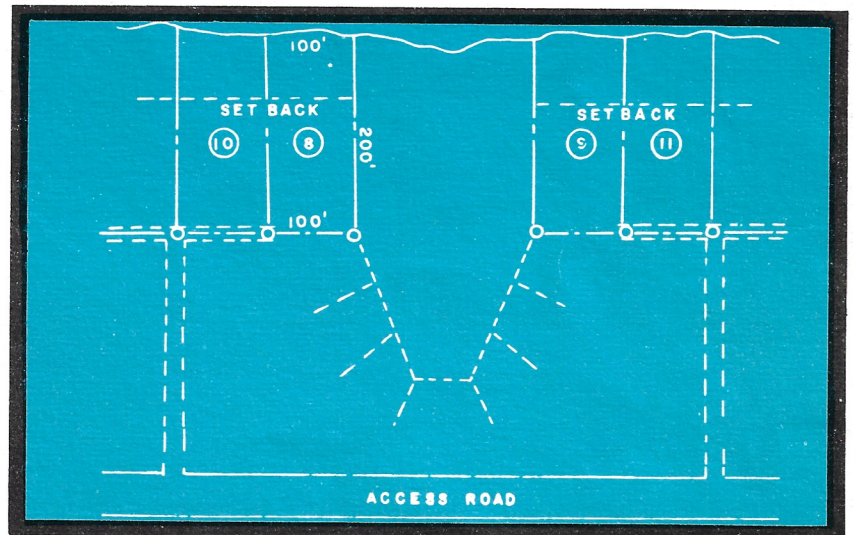 100'
SET BACK
SET BACK
10 8
200'
9 11
100'
ACCESS ROAD